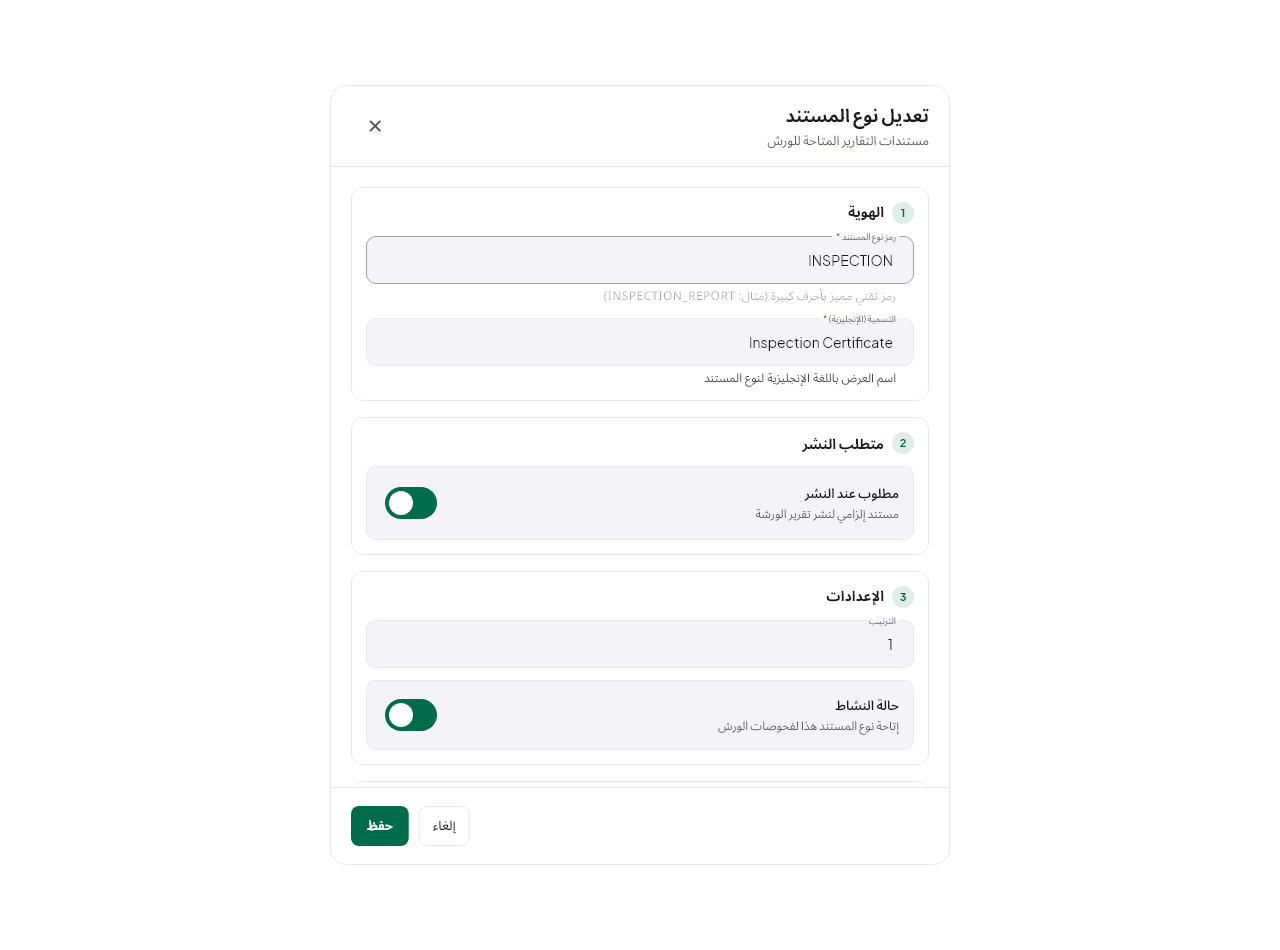 تعديل نوع المستند
مستندات التقارير المتاحة للورش
1 الهوية
رمز نوع المستند *
INSPECTION
رمز تقني مميز بأحرف كبيرة (مثال: INSPECTION_REPORT)
التسمية (الإنجليزية) *
Inspection Certificate
اسم العرض باللغة الإنجليزية لنوع المستند
2 متطلب النشر
مطلوب عند النشر
مستند إلزامي لنشر تقرير الورشة
3 الإعدادات
الترتيب
1
حالة النشاط
إتاحة نوع المستند هذا لفحوصات الورش
إلغاء
حفظ